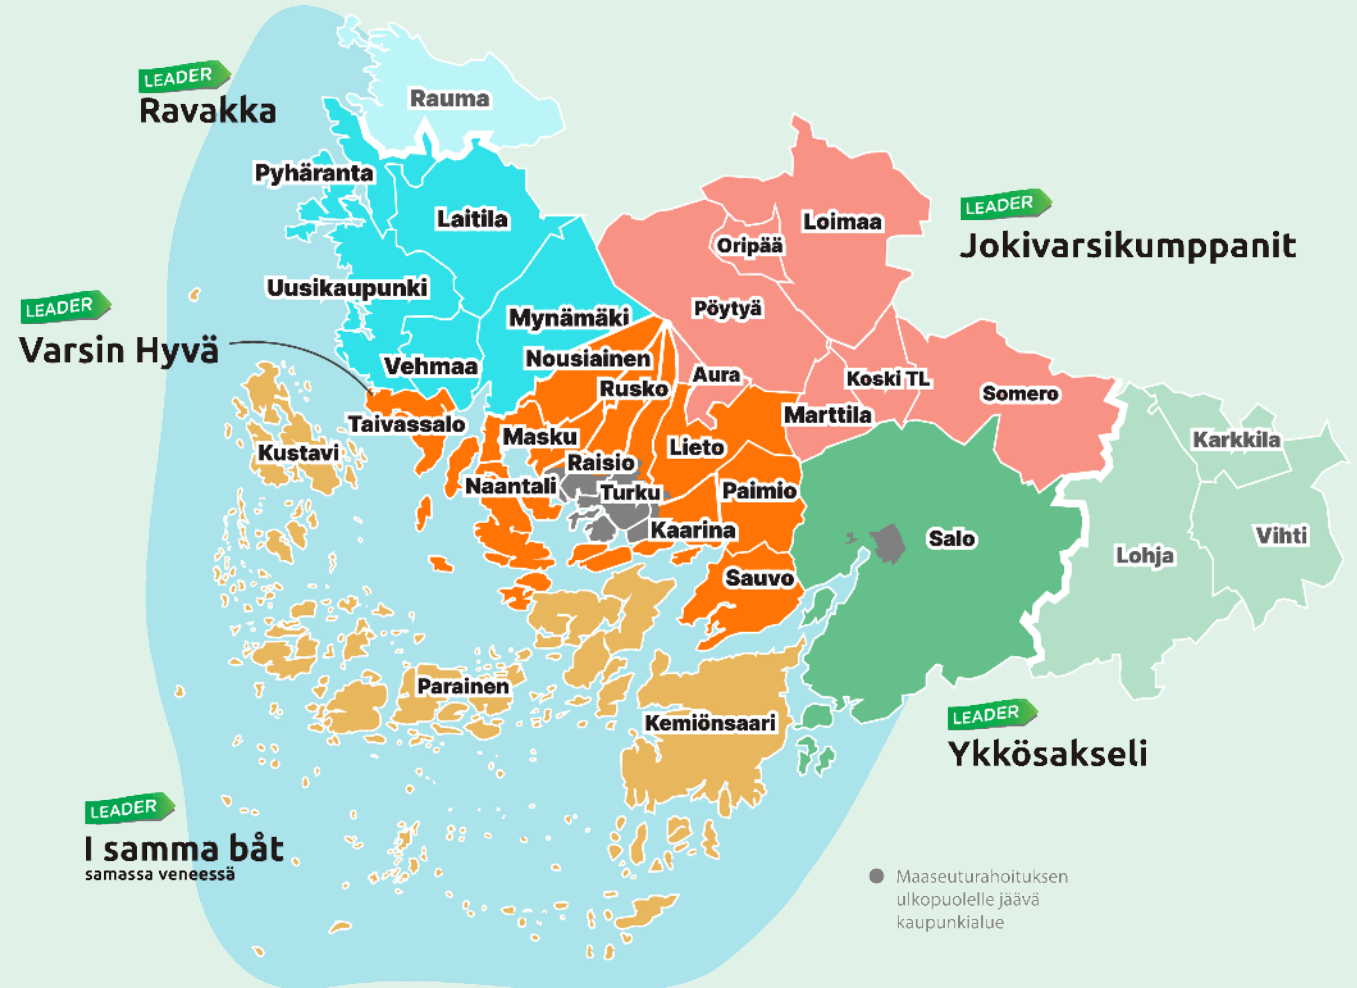 LEADER
Ravakka
Rauma
Pyhäranta
Laitila
Loimaa
Oripää
LEADER
Jokivarsikumppanit
Uusikaupunki
LEADER
Varsin Hyvä
Mynämäki
Pöytyä
Vehmaa
Nousiainen
Rusko
Aura
Koski TL
Somero
Taivassalo
Marttila
Kustavi
Masku
Lieto
Karkkila
Raisio
Naantali
Turku
Paimio
Kaarina
Salo
Vihti
Lohja
Sauvo
Parainen
Kemiönsaari
LEADER
Ykkösakseli
LEADER
I samma båt
samassa veneessä
Maaseuturahoituksen
ulkopuolelle jäävä
kaupunkialue